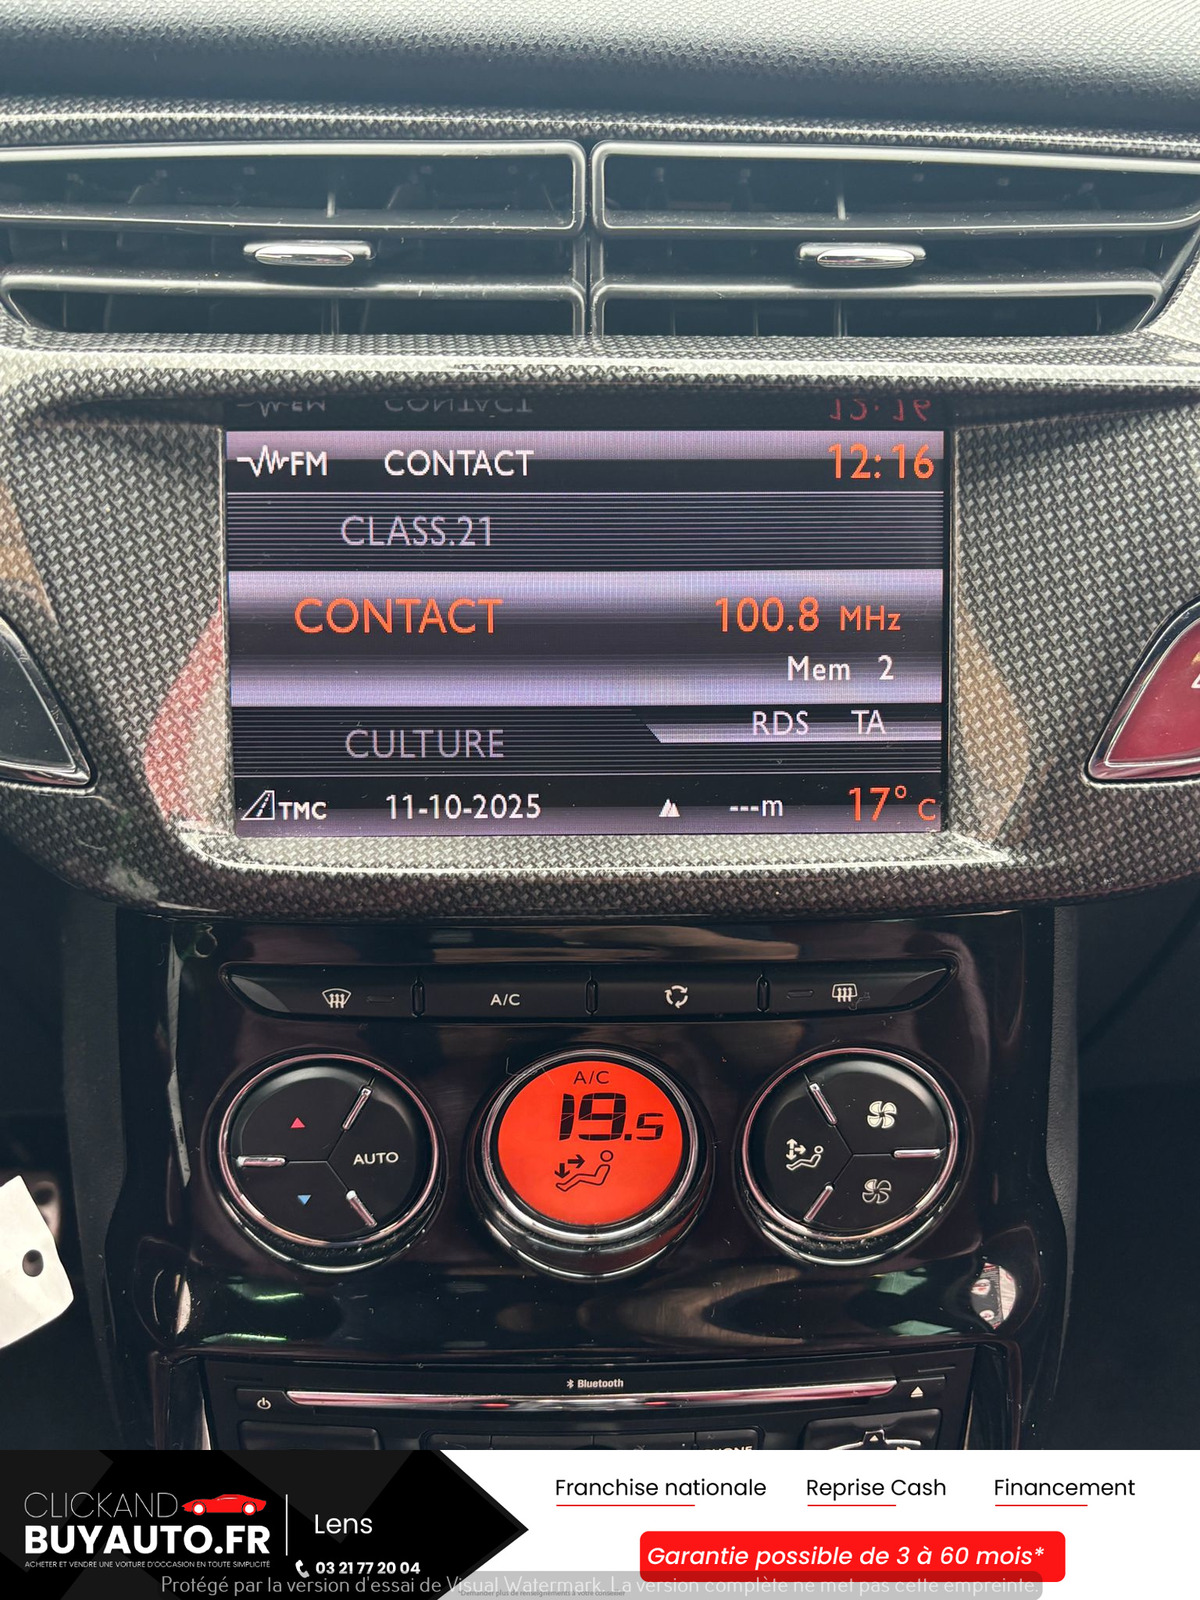 FM CONTACT 12:16
CLASS.21
CONTACT 100.8 MHz
Mem 2
RDS TA
CULTURE
TMC 11-10-2025 ---m 17° C
A/C
A/C
19.5
AUTO
Bluetooth
CLICKAND
BUYAUTO.FR
ACHETER ET VENDRE UNE VOITURE D'OCCASION EN TOUTE SIMPLICITÉ
Lens
03 21 77 20 04
Franchise nationale Reprise Cash Financement
Garantie possible de 3 à 60 mois*
Protégé par la version d'essai de Visual Watermark. La version complète ne met pas cette empreinte.